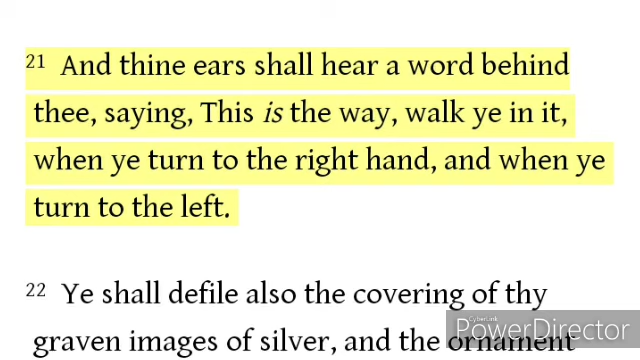 21 And thine ears shall hear a word behind
thee, saying, This is the way, walk ye in it,
when ye turn to the right hand, and when ye
turn to the left.
22 Ye shall defile also the covering of thy
graven images of silver, and the ornament
CyberLink
PowerDirector